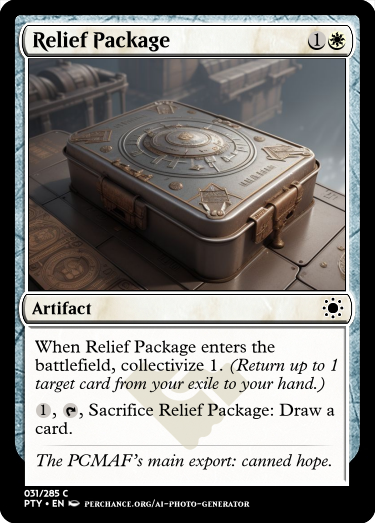 Relief Package 1
Artifact
When Relief Package enters the
battlefield, collectivize 1. (Return up to 1
target card from your exile to your hand.)
1, , Sacrifice Relief Package: Draw a
card.
The PCMAF's main export: canned hope.
031/285 C
PTY • EN PERCHANCE.ORG/AI-PHOTO-GENERATOR